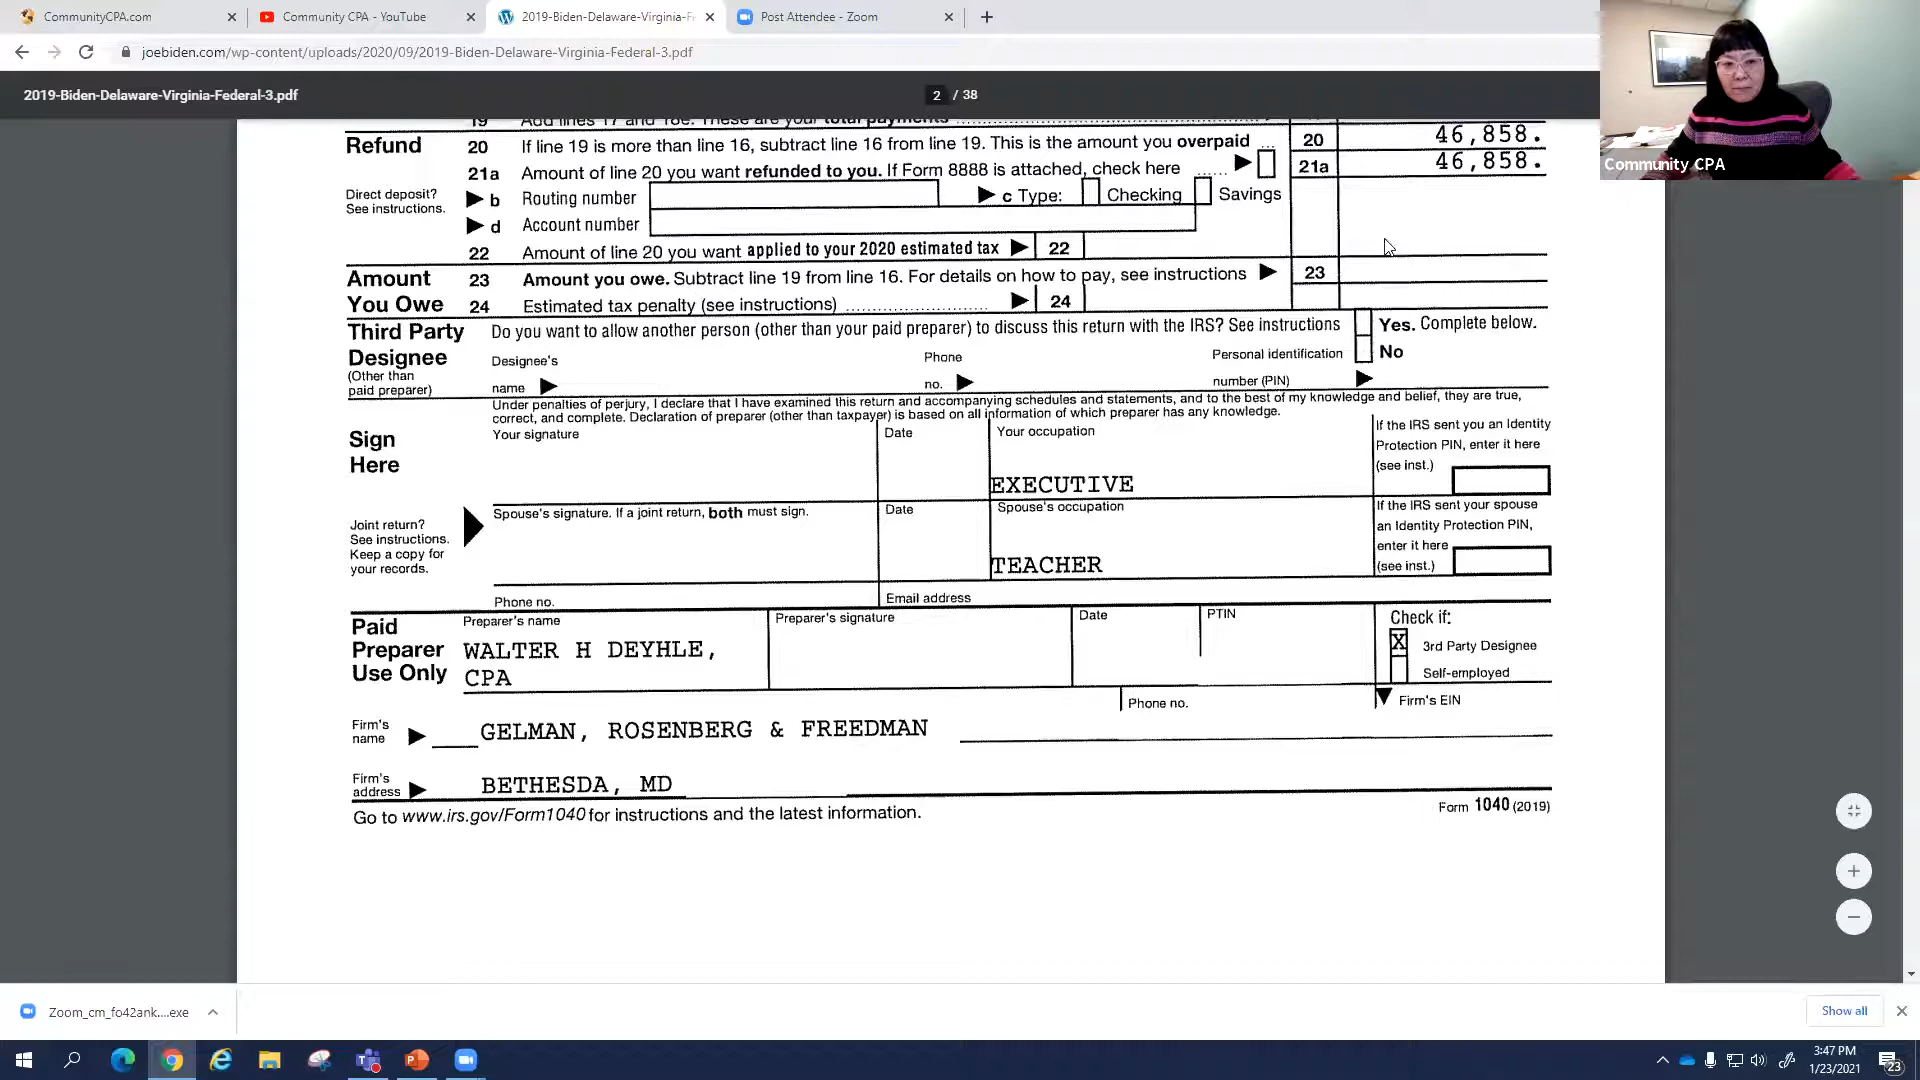 CommunityCPA.com
Community CPA - YouTube
2019-Biden-Delaware-Virginia-F
Post Attendee - Zoom
joebiden.com/wp-content/uploads/2020/09/2019-Biden-Delaware-Virginia-Federal-3.pdf
2019-Biden-Delaware-Virginia-Federal-3.pdf
2 / 38
Community CPA
19 Add lines 17 and 18e. These are your total payments
Refund 20 If line 19 is more than line 16, subtract line 16 from line 19. This is the amount you overpaid ... 20 46,858.
21a Amount of line 20 you want refunded to you. If Form 8888 is attached, check here ...... 21a 46,858.
Direct deposit? See instructions.
b Routing number c Type: Checking Savings
d Account number
22 Amount of line 20 you want applied to your 2020 estimated tax 22
Amount You Owe
23 Amount you owe. Subtract line 19 from line 16. For details on how to pay, see instructions 23
24 Estimated tax penalty (see instructions) 24
Third Party Designee
(Other than paid preparer)
Do you want to allow another person (other than your paid preparer) to discuss this return with the IRS? See instructions
Yes. Complete below.
No
Designee's name
Phone no.
Personal identification number (PIN)
Under penalties of perjury, I declare that I have examined this return and accompanying schedules and statements, and to the best of my knowledge and belief, they are true,
correct, and complete. Declaration of preparer (other than taxpayer) is based on all information of which preparer has any knowledge.
Sign Here
Your signature
Date
Your occupation
EXECUTIVE
If the IRS sent you an Identity
Protection PIN, enter it here
(see inst.)
Joint return?
See instructions.
Keep a copy for
your records.
Spouse's signature. If a joint return, both must sign.
Date
Spouse's occupation
TEACHER
If the IRS sent your spouse
an Identity Protection PIN,
enter it here
(see inst.)
Phone no.
Email address
Paid
Preparer
Use Only
Preparer's name
WALTER H DEYHLE,
CPA
Preparer's signature
Date
PTIN
Check if:
X 3rd Party Designee
Self-employed
Phone no.
Firm's EIN
Firm's name
GELMAN, ROSENBERG & FREEDMAN
Firm's address
BETHESDA, MD
Go to www.irs.gov/Form1040 for instructions and the latest information.
Form 1040 (2019)
Zoom_cm_fo42ank....exe
Show all
3:47 PM
1/23/2021
23